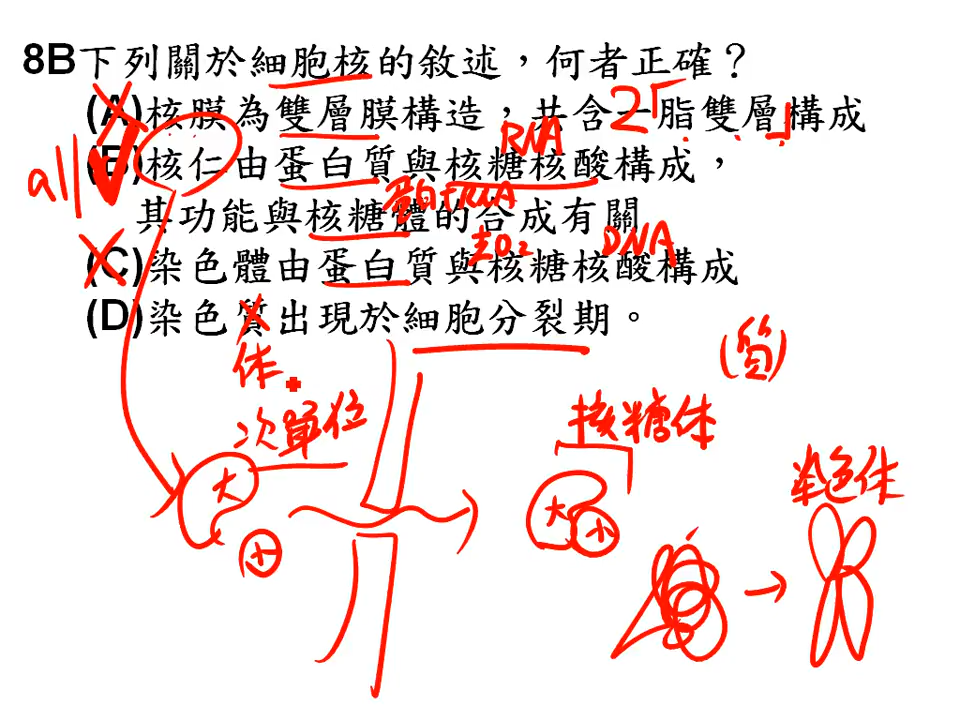 8B下列關於細胞核的敘述，何者正確？
(A)核膜為雙層膜構造，共含一脂雙層構成
2
RNA
all
(B)核仁由蛋白質與核糖核酸構成，
蛋白+rRNA
其功能與核糖體的合成有關
DNA
(C)染色體由蛋白質與核糖核酸構成
(D)染色質出現於細胞分裂期。
体
(質)
次單位
核糖体
染色体
大
小
大
小